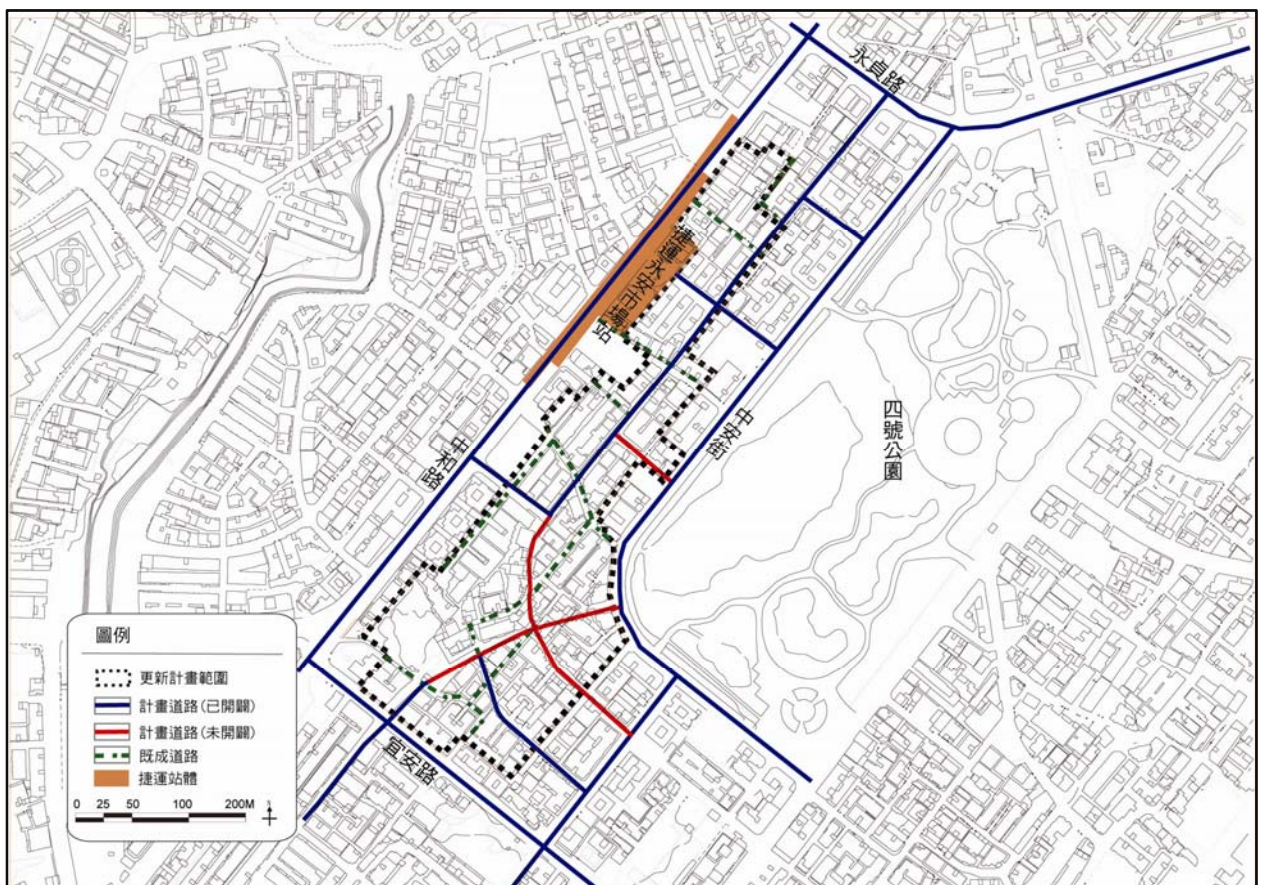 永貞路
捷運永安市場站
中安街
四號公園
中和路
宜安路
圖例
更新計畫範圍
計畫道路(已開闢)
計畫道路(未開闢)
既成道路
捷運站體
0 25 50 100 200M